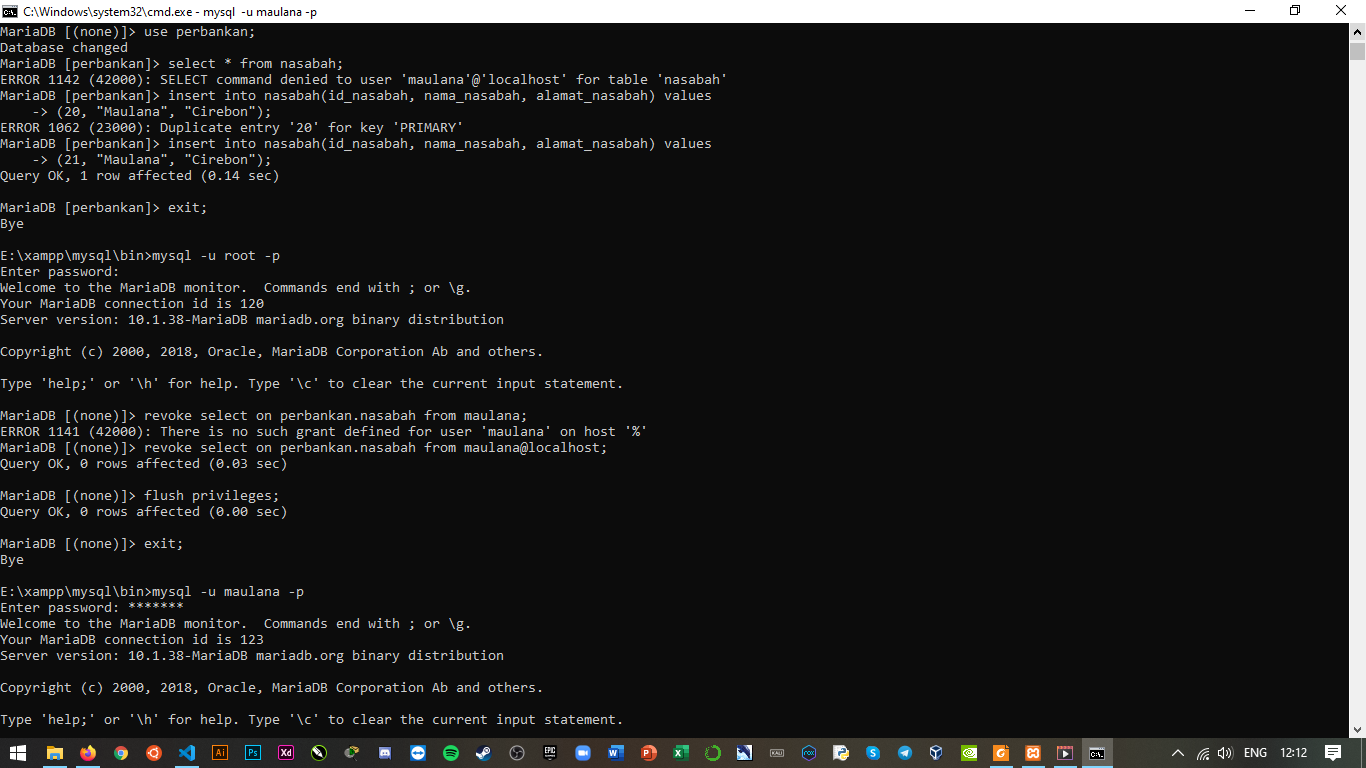 C:\Windows\system32\cmd.exe - mysql  -u maulana -p
MariaDB [(none)]> use perbankan;
Database changed
MariaDB [perbankan]> select * from nasabah;
ERROR 1142 (42000): SELECT command denied to user 'maulana'@'localhost' for table 'nasabah'
MariaDB [perbankan]> insert into nasabah(id_nasabah, nama_nasabah, alamat_nasabah) values
    -> (20, "Maulana", "Cirebon");
ERROR 1062 (23000): Duplicate entry '20' for key 'PRIMARY'
MariaDB [perbankan]> insert into nasabah(id_nasabah, nama_nasabah, alamat_nasabah) values
    -> (21, "Maulana", "Cirebon");
Query OK, 1 row affected (0.14 sec)
MariaDB [perbankan]> exit;
Bye
E:\xampp\mysql\bin>mysql -u root -p
Enter password:
Welcome to the MariaDB monitor.  Commands end with ; or \g.
Your MariaDB connection id is 120
Server version: 10.1.38-MariaDB mariadb.org binary distribution
Copyright (c) 2000, 2018, Oracle, MariaDB Corporation Ab and others.
Type 'help;' or '\h' for help. Type '\c' to clear the current input statement.
MariaDB [(none)]> revoke select on perbankan.nasabah from maulana;
ERROR 1141 (42000): There is no such grant defined for user 'maulana' on host '%'
MariaDB [(none)]> revoke select on perbankan.nasabah from maulana@localhost;
Query OK, 0 rows affected (0.03 sec)
MariaDB [(none)]> flush privileges;
Query OK, 0 rows affected (0.00 sec)
MariaDB [(none)]> exit;
Bye
E:\xampp\mysql\bin>mysql -u maulana -p
Enter password: *******
Welcome to the MariaDB monitor.  Commands end with ; or \g.
Your MariaDB connection id is 123
Server version: 10.1.38-MariaDB mariadb.org binary distribution
Copyright (c) 2000, 2018, Oracle, MariaDB Corporation Ab and others.
Type 'help;' or '\h' for help. Type '\c' to clear the current input statement.
Ai Ps Xd EPIC W P X KALI FOX S C:\. ENG 12:12